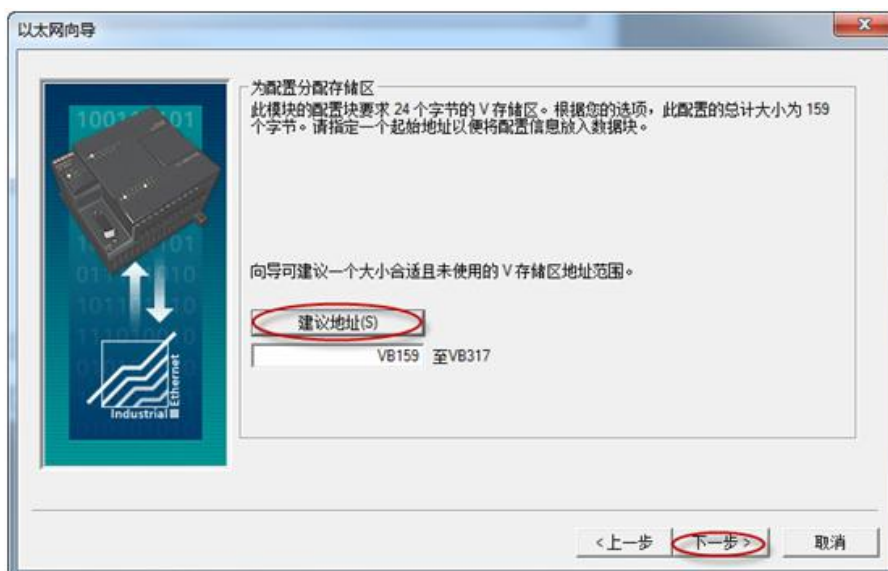 以太网向导
为配置分配存储区
此模块的配置块要求 24 个字节的 V 存储区。根据您的选项，此配置的总计大小为 159
个字节。请指定一个起始地址以便将配置信息放入数据块。
向导可建议一个大小合适且未使用的 V 存储区地址范围。
建议地址(S)
VB159 至VB317
Industrial Ethernet
<上一步 下一步> 取消